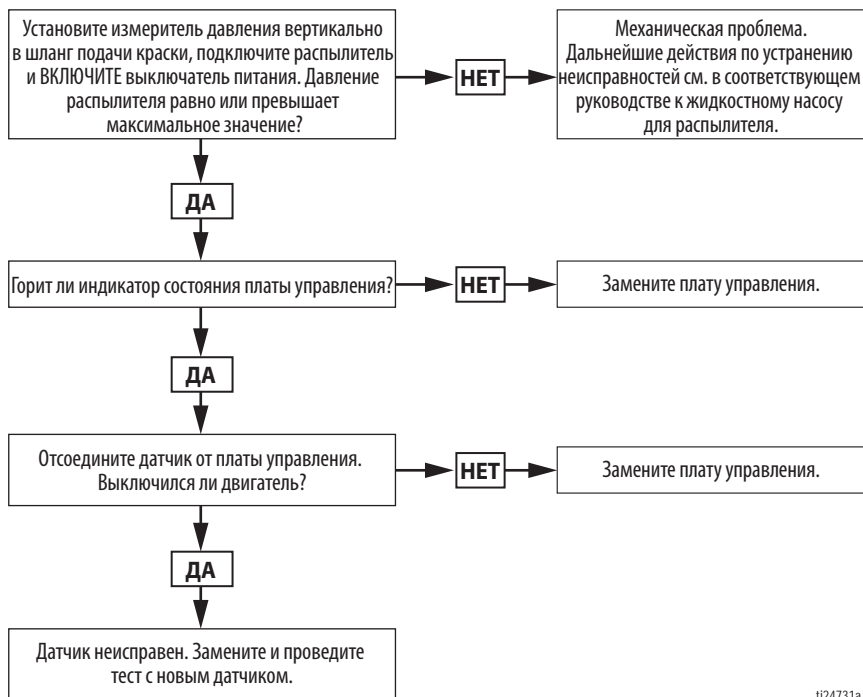 Установите измеритель давления вертикально
в шланг подачи краски, подключите распылитель
и ВКЛЮЧИТЕ выключатель питания. Давление
распылителя равно или превышает
максимальное значение?
НЕТ
Механическая проблема.
Дальнейшие действия по устранению
неисправностей см. в соответствующем
руководстве к жидкостному насосу
для распылителя.
ДА
Горит ли индикатор состояния платы управления?
НЕТ
Замените плату управления.
ДА
Отсоедините датчик от платы управления.
Выключился ли двигатель?
НЕТ
Замените плату управления.
ДА
Датчик неисправен. Замените и проведите
тест с новым датчиком.
ti24731a